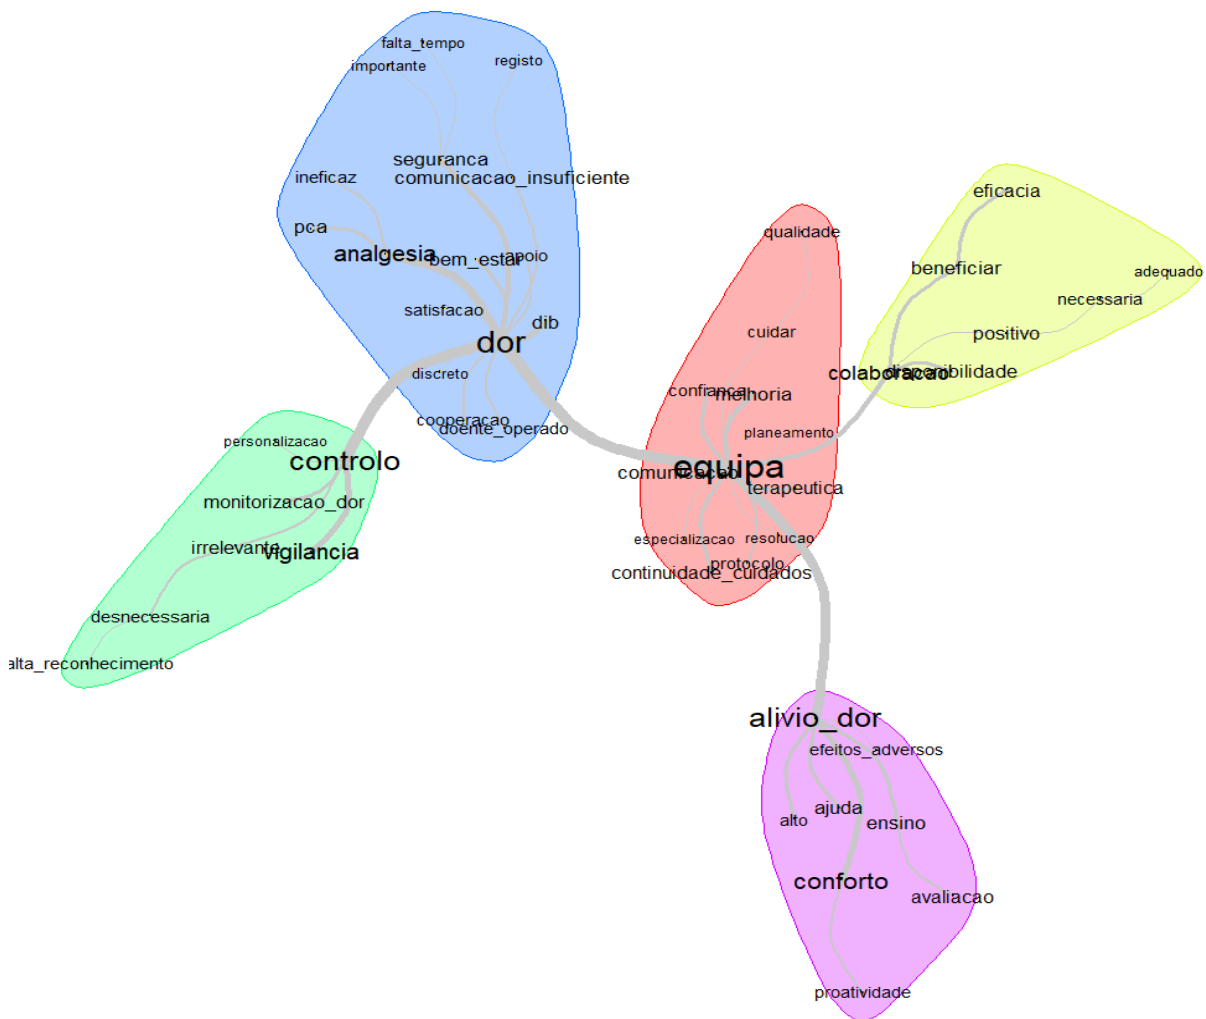 falta_tempo
importante
registo
seguranca
comunicacao_insuficiente
ineficaz
pca
analgesia
bem_estar
apoio
satisfacao
dib
dor
discreto
cooperacao
doente_operado
personalizacao
controlo
monitorizacao_dor
irrelevante
vigilancia
desnecessaria
alta_reconhecimento
qualidade
cuidar
confianca
melhoria
planeamento
equipa
comunicacao
terapeutica
especializacao
resolucao
protocolo
continuidade_cuidados
eficacia
beneficiar
adequado
necessaria
positivo
colaboracao
disponibilidade
alivio_dor
efeitos_adversos
ajuda
alto
ensino
conforto
avaliacao
proatividade